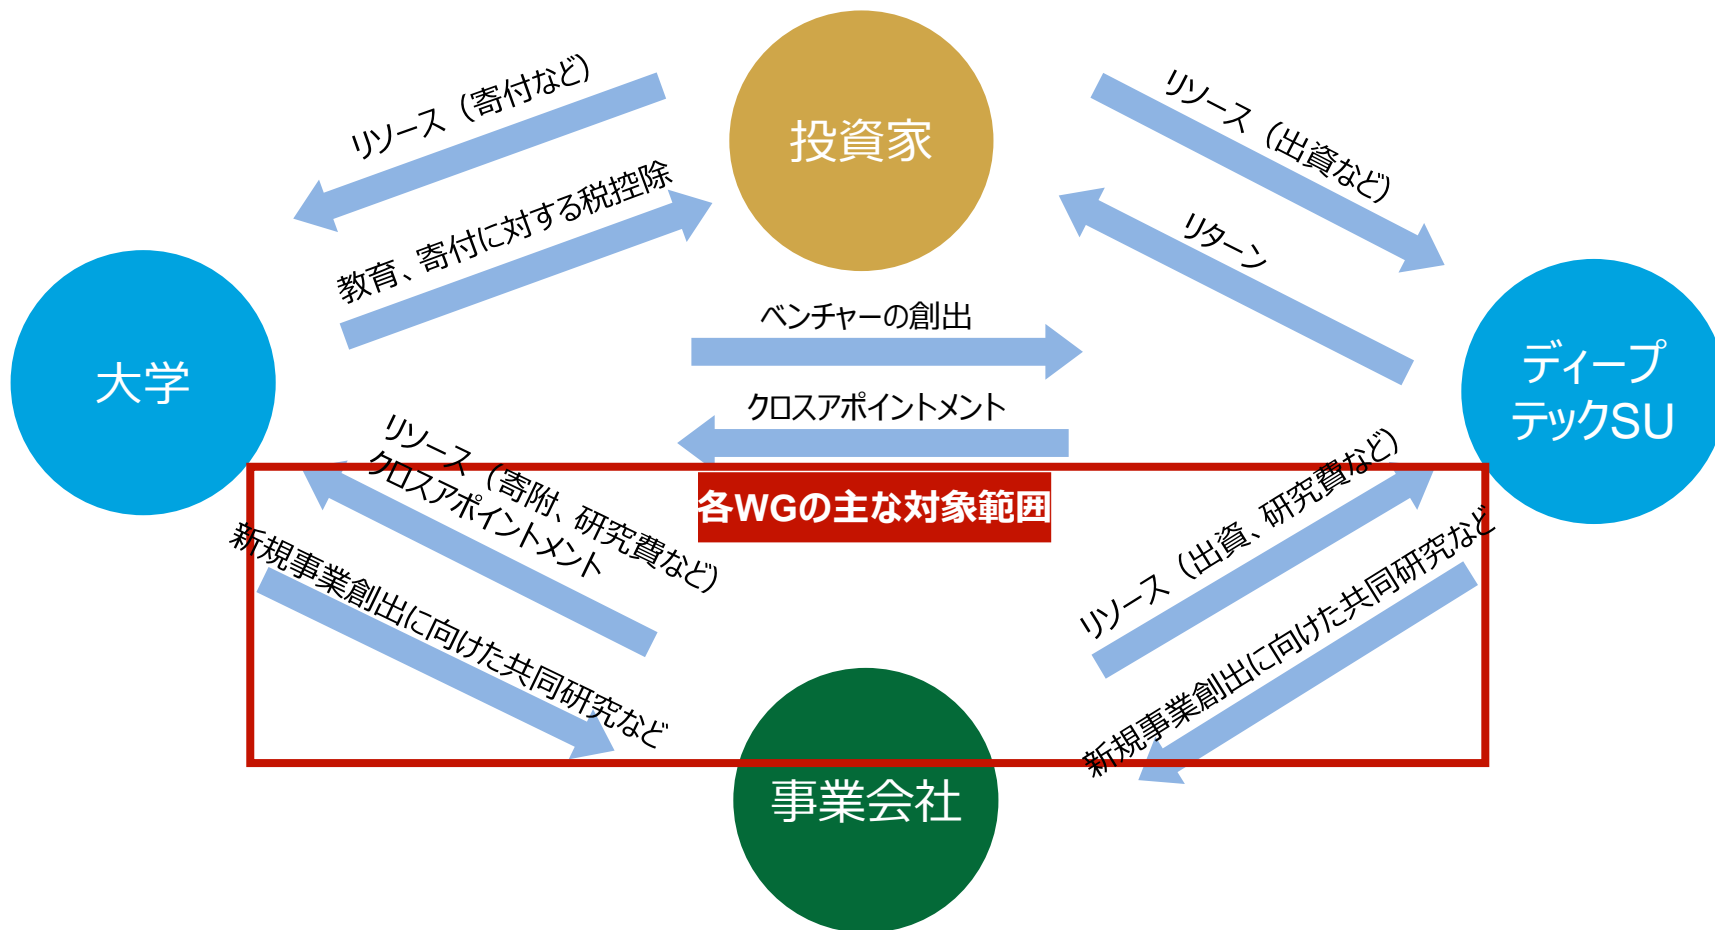 投資家
リソース（寄付など）
教育、寄付に対する税控除
リソース（出資など）
リターン
大学
ベンチャーの創出
クロスアポイントメント
ディープ
テックSU
各WGの主な対象範囲
リソース（寄附、研究費など）
クロスアポイントメント
新規事業創出に向けた共同研究など
リソース（出資、研究費など）
新規事業創出に向けた共同研究など
事業会社